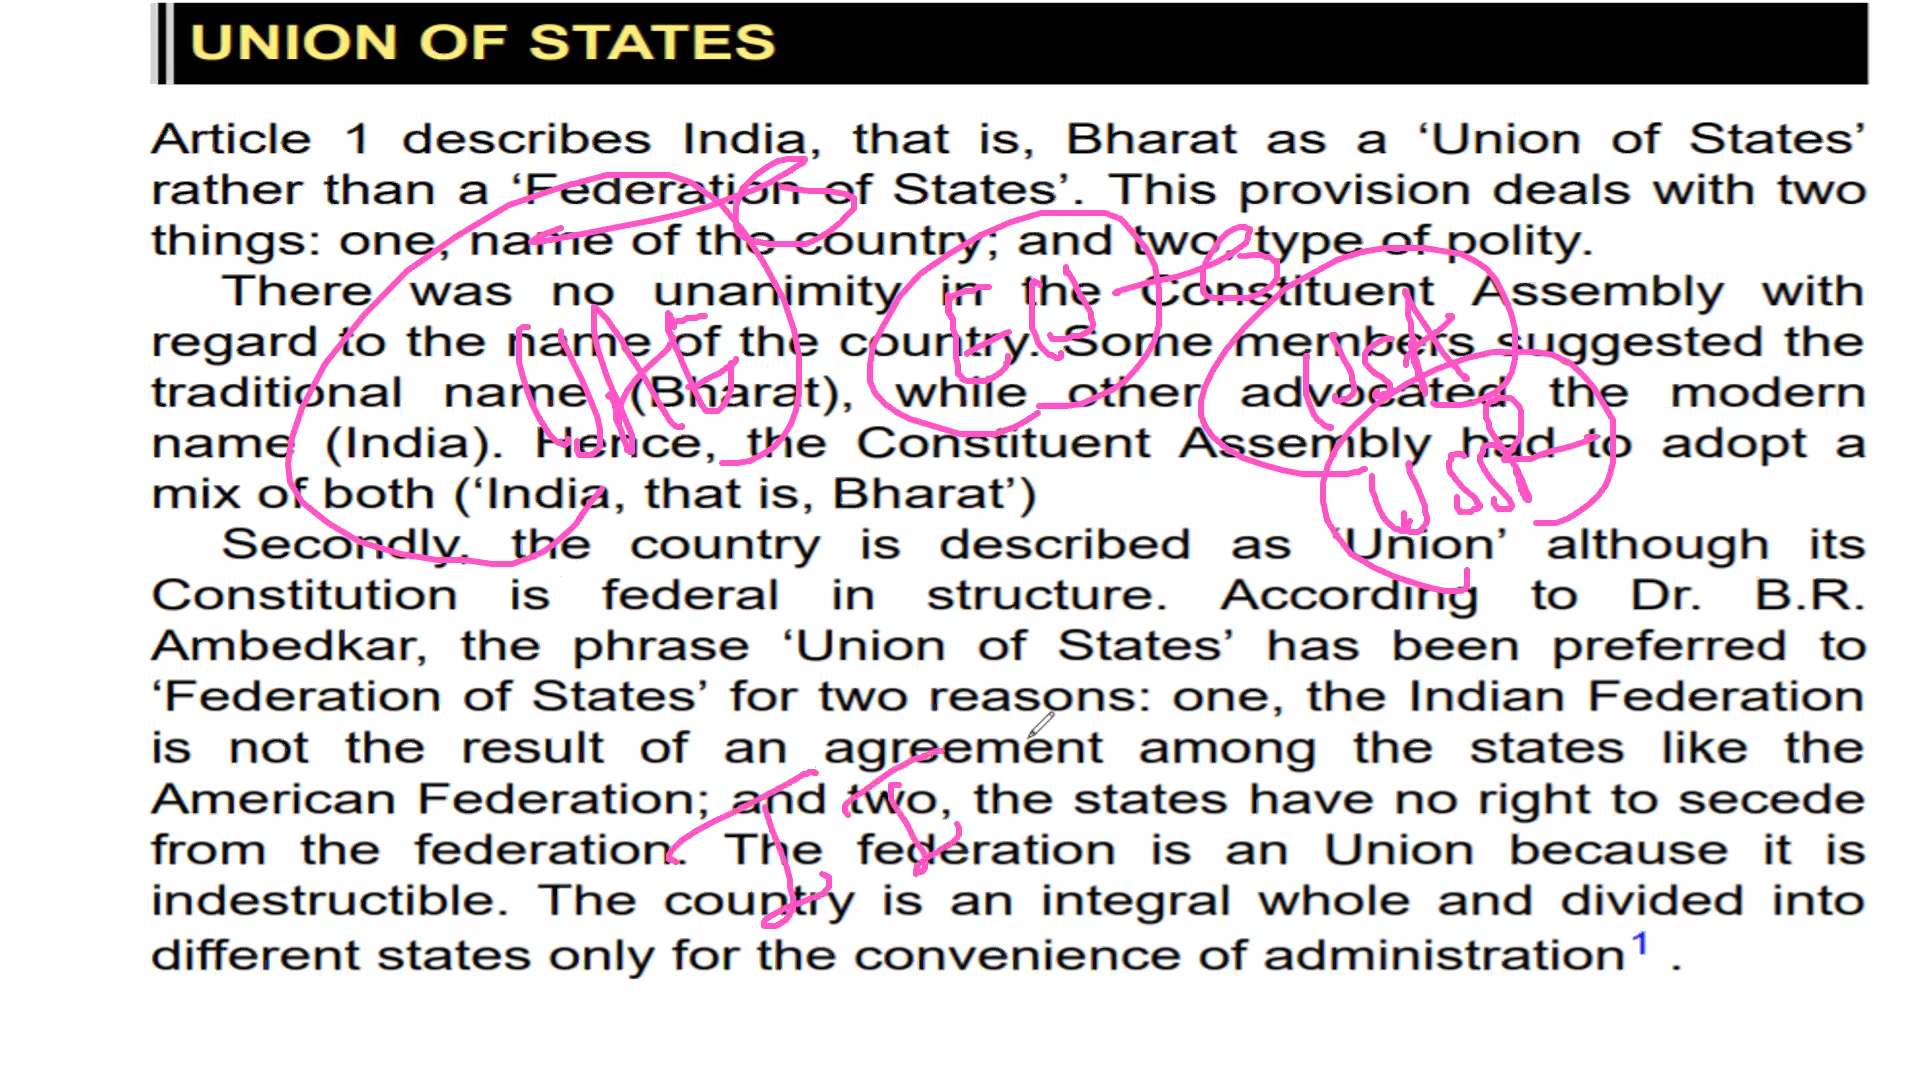 UNION OF STATES
Article 1 describes India, that is, Bharat as a ‘Union of States’
rather than a ‘Federation of States’. This provision deals with two
things: one, name of the country; and two, type of polity.
There was no unanimity in the Constituent Assembly with
regard to the name of the country. Some members suggested the
traditional name (Bharat), while other advocated the modern
name (India). Hence, the Constituent Assembly had to adopt a
mix of both (‘India, that is, Bharat’)
Secondly, the country is described as ‘Union’ although its
Constitution is federal in structure. According to Dr. B.R.
Ambedkar, the phrase ‘Union of States’ has been preferred to
‘Federation of States’ for two reasons: one, the Indian Federation
is not the result of an agreement among the states like the
American Federation; and two, the states have no right to secede
from the federation. The federation is an Union because it is
indestructible. The country is an integral whole and divided into
different states only for the convenience of administration1 .
UAE
EU
USA
USSR